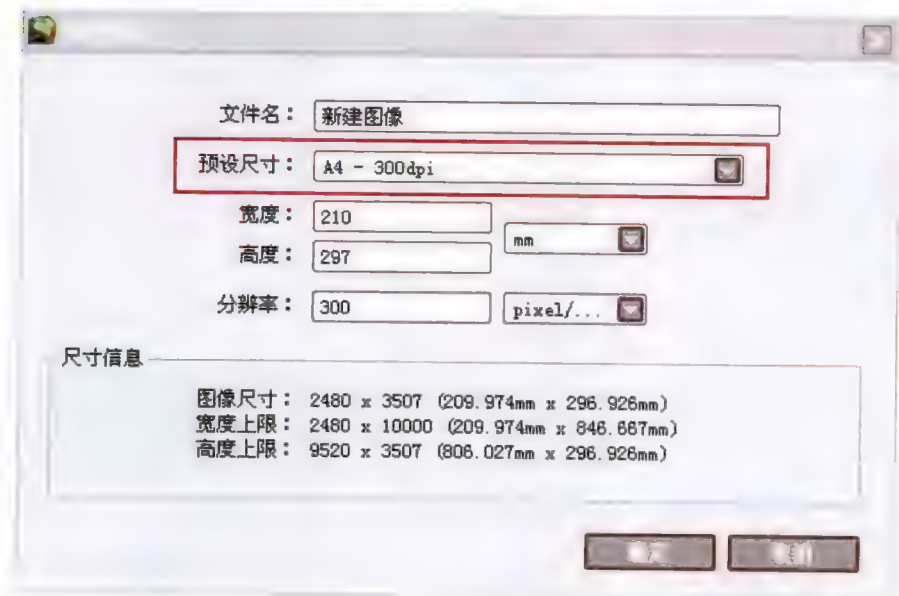 文件名： 新建图像
预设尺寸： A4 - 300dpi
宽度： 210
mm
高度： 297
分辨率： 300 pixel/...
尺寸信息
图像尺寸： 2480 x 3507 (209.974mm x 296.926mm)
宽度上限： 2480 x 10000 (209.974mm x 846.667mm)
高度上限： 9520 x 3507 (806.027mm x 296.926mm)